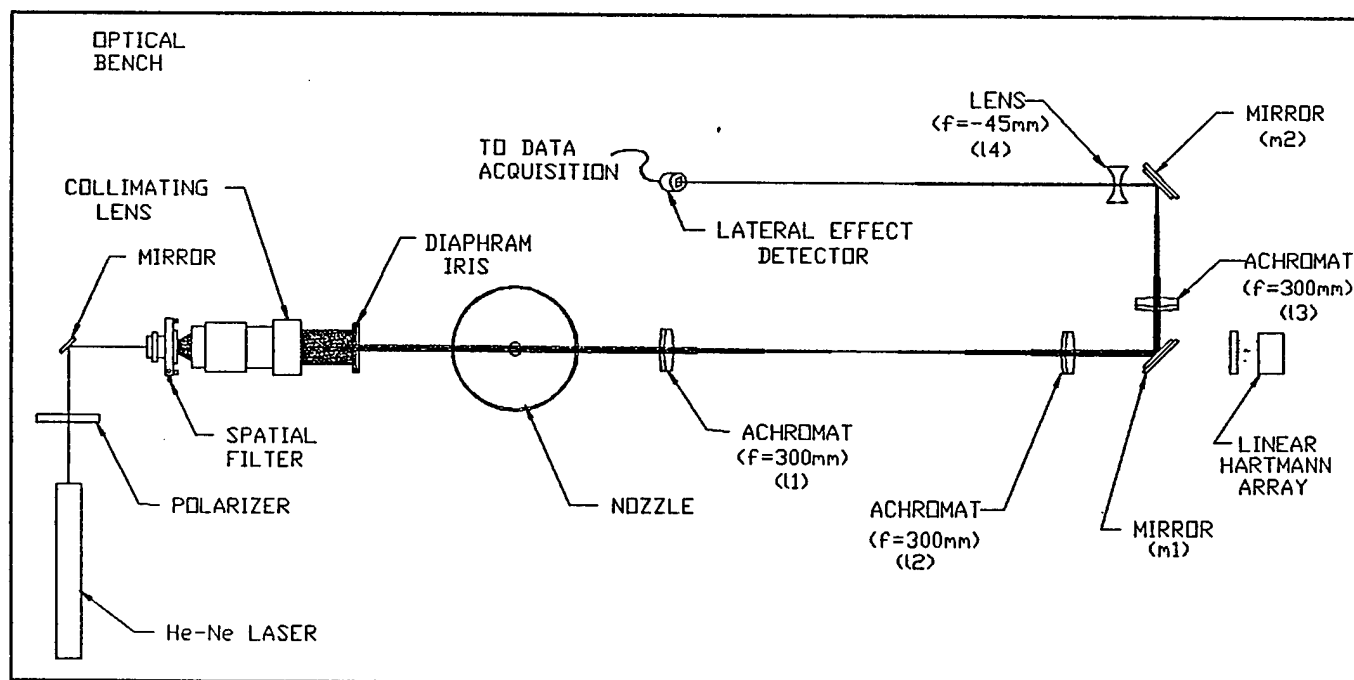 OPTICAL
BENCH
LENS
(f=-45mm)
(l4)
MIRROR
(m2)
TO DATA
ACQUISITION
COLLIMATING
LENS
LATERAL EFFECT
DETECTOR
DIAPHRAM
IRIS
MIRROR
ACHROMAT
(f=300mm)
(l3)
SPATIAL
FILTER
ACHROMAT
(f=300mm)
(l1)
LINEAR
HARTMANN
ARRAY
POLARIZER
NOZZLE
ACHROMAT
(f=300mm)
(l2)
MIRROR
(m1)
He-Ne LASER